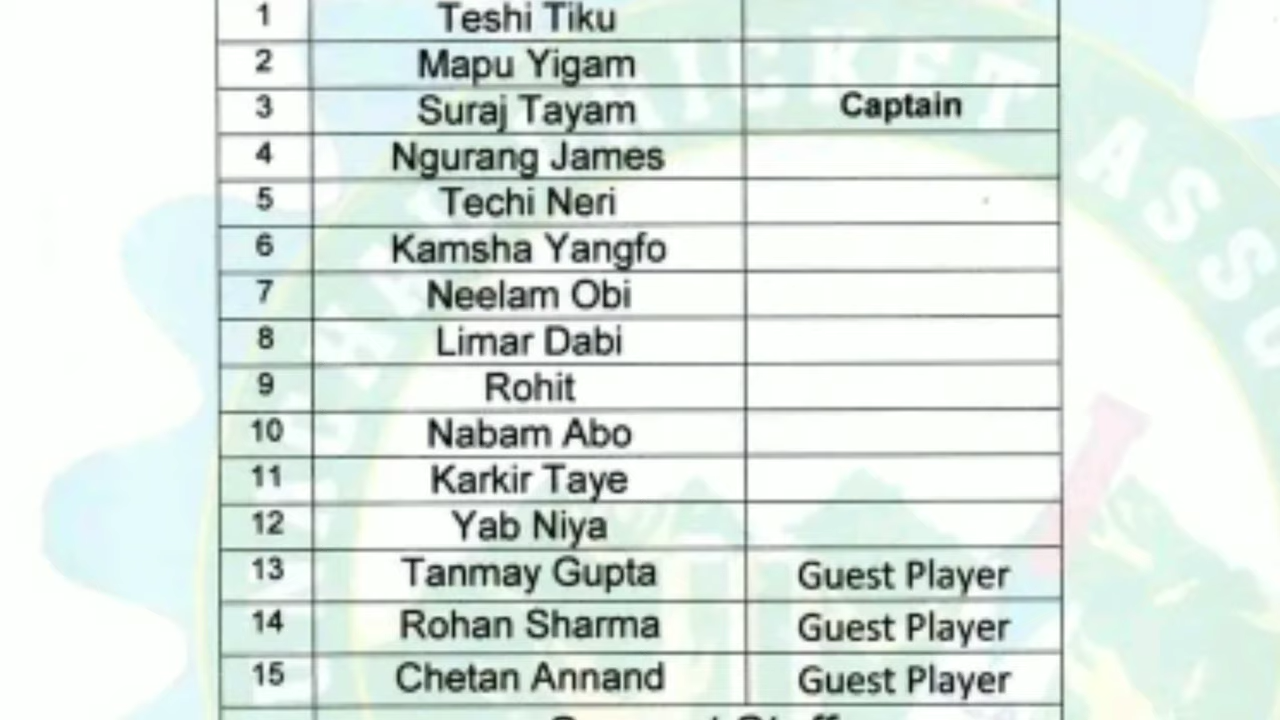 1 Teshi Tiku
2 Mapu Yigam
3 Suraj Tayam Captain
4 Ngurang James
5 Techi Neri
6 Kamsha Yangfo
7 Neelam Obi
8 Limar Dabi
9 Rohit
10 Nabam Abo
11 Karkir Taye
12 Yab Niya
13 Tanmay Gupta Guest Player
14 Rohan Sharma Guest Player
15 Chetan Annand Guest Player